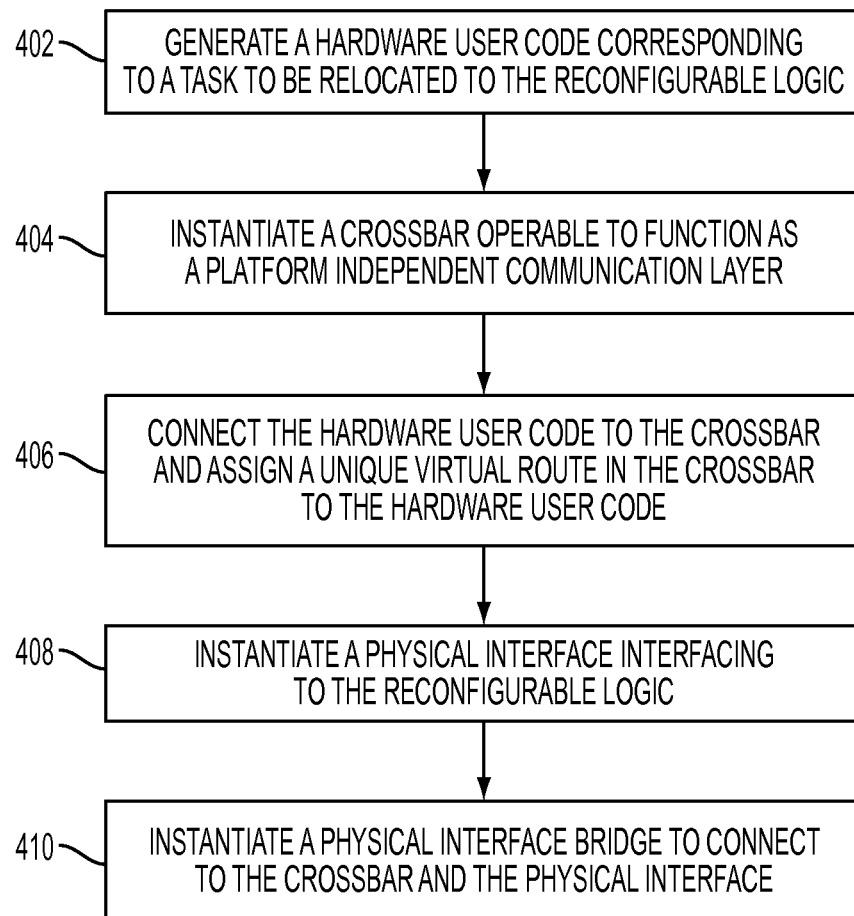 402
GENERATE A HARDWARE USER CODE CORRESPONDING
TO A TASK TO BE RELOCATED TO THE RECONFIGURABLE LOGIC
404
INSTANTIATE A CROSSBAR OPERABLE TO FUNCTION AS
A PLATFORM INDEPENDENT COMMUNICATION LAYER
406
CONNECT THE HARDWARE USER CODE TO THE CROSSBAR
AND ASSIGN A UNIQUE VIRTUAL ROUTE IN THE CROSSBAR
TO THE HARDWARE USER CODE
408
INSTANTIATE A PHYSICAL INTERFACE INTERFACING
TO THE RECONFIGURABLE LOGIC
410
INSTANTIATE A PHYSICAL INTERFACE BRIDGE TO CONNECT
TO THE CROSSBAR AND THE PHYSICAL INTERFACE